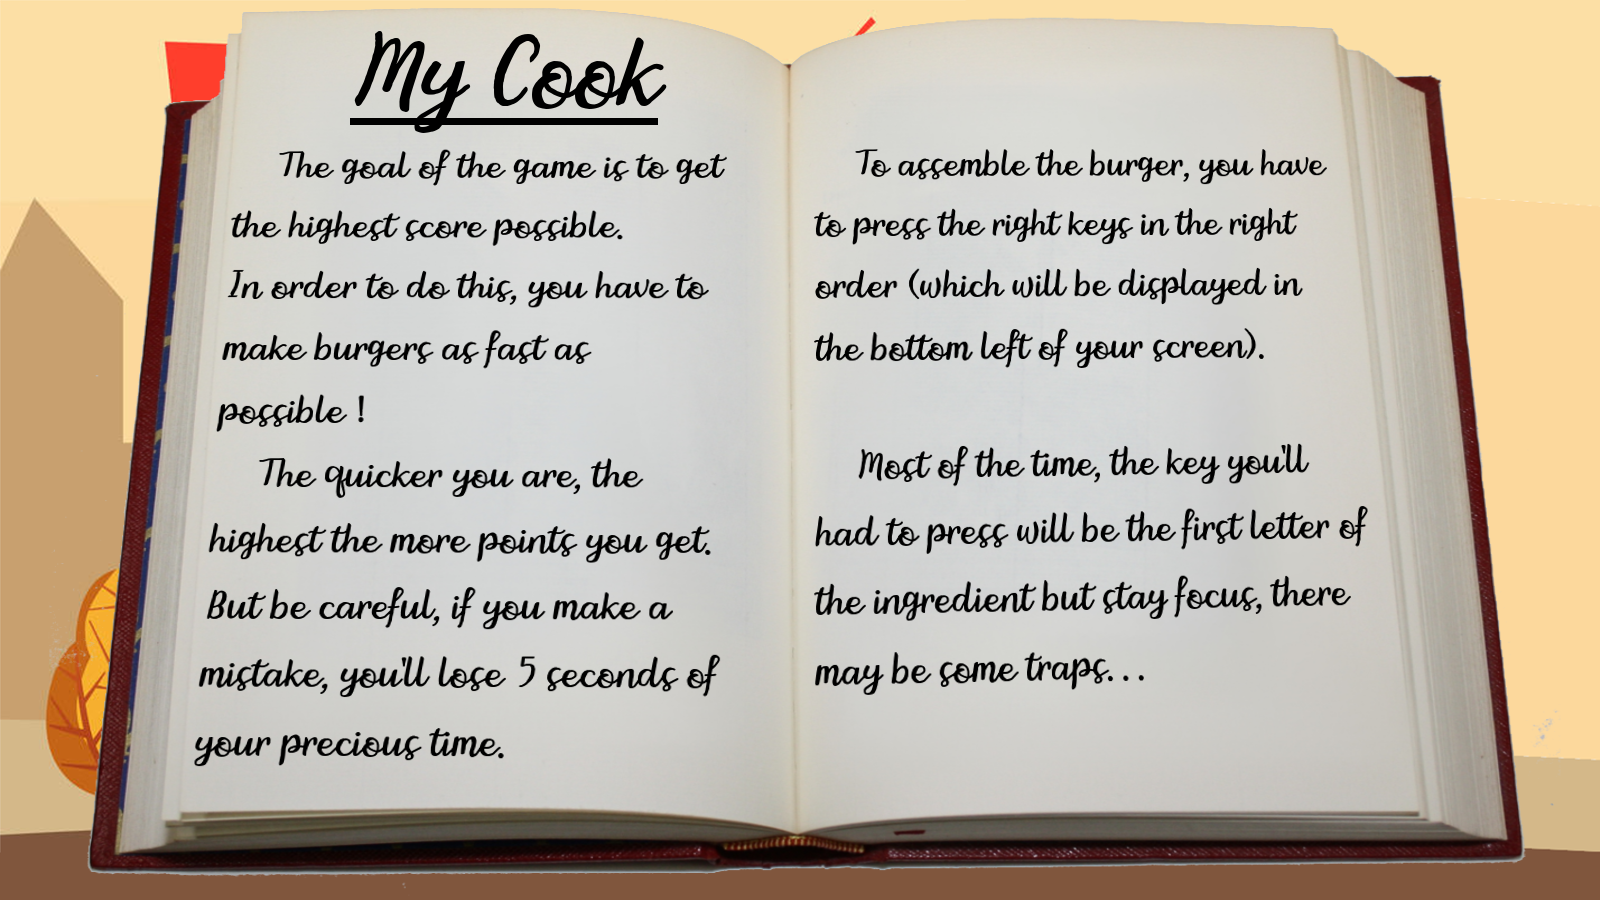 My Cook
The goal of the game is to get
the highest score possible.
In order to do this, you have to
make burgers as fast as
possible !
The quicker you are, the
highest the more points you get.
But be careful, if you make a
mistake, you'll lose 5 seconds of
your precious time.
To assemble the burger, you have
to press the right keys in the right
order (which will be displayed in
the bottom left of your screen).
Most of the time, the key you'll
had to press will be the first letter of
the ingredient but stay focus, there
may be some traps...